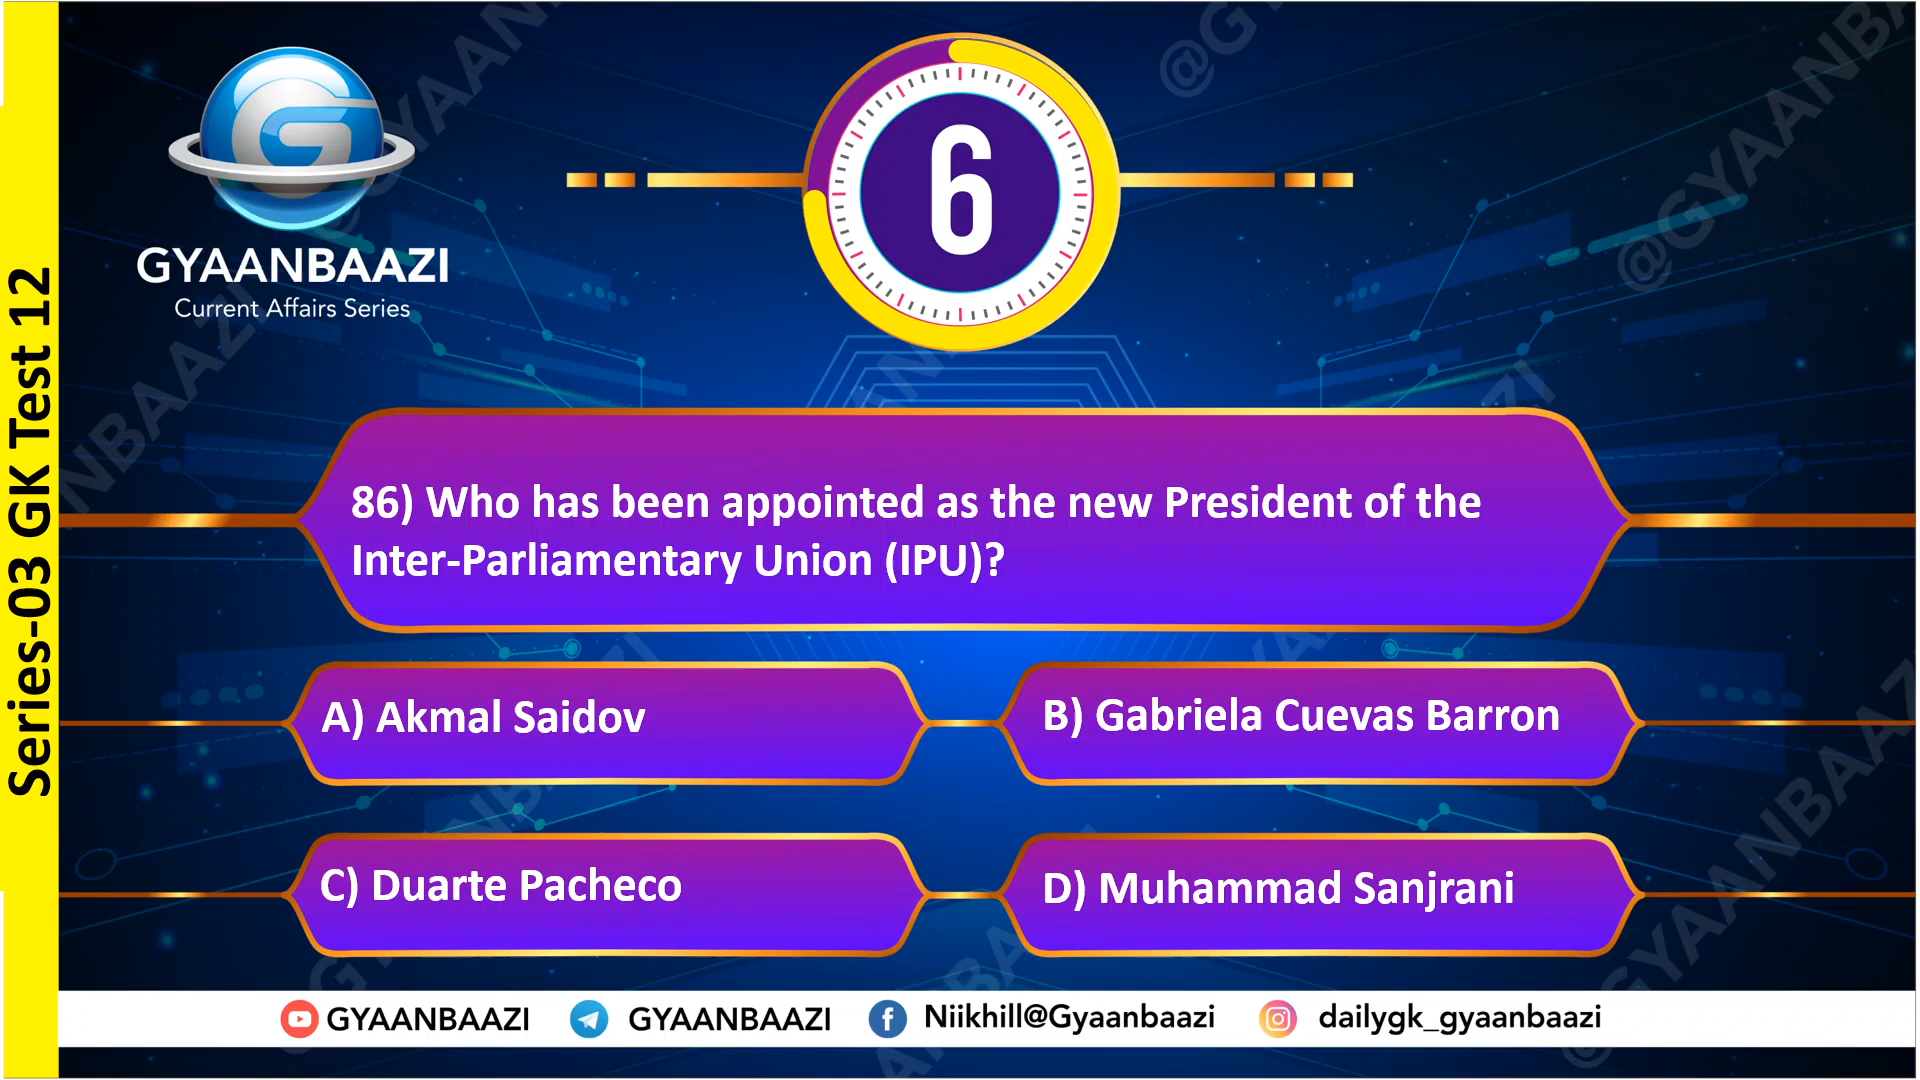 Series-03 GK Test 12
G
GYAANBAAZI
Current Affairs Series
6
86) Who has been appointed as the new President of the
Inter-Parliamentary Union (IPU)?
A) Akmal Saidov
B) Gabriela Cuevas Barron
C) Duarte Pacheco
D) Muhammad Sanjrani
GYAANBAAZI
GYAANBAAZI
Niikhill@Gyaanbaazi
dailygk_gyaanbaazi
@GYAANBAAZI